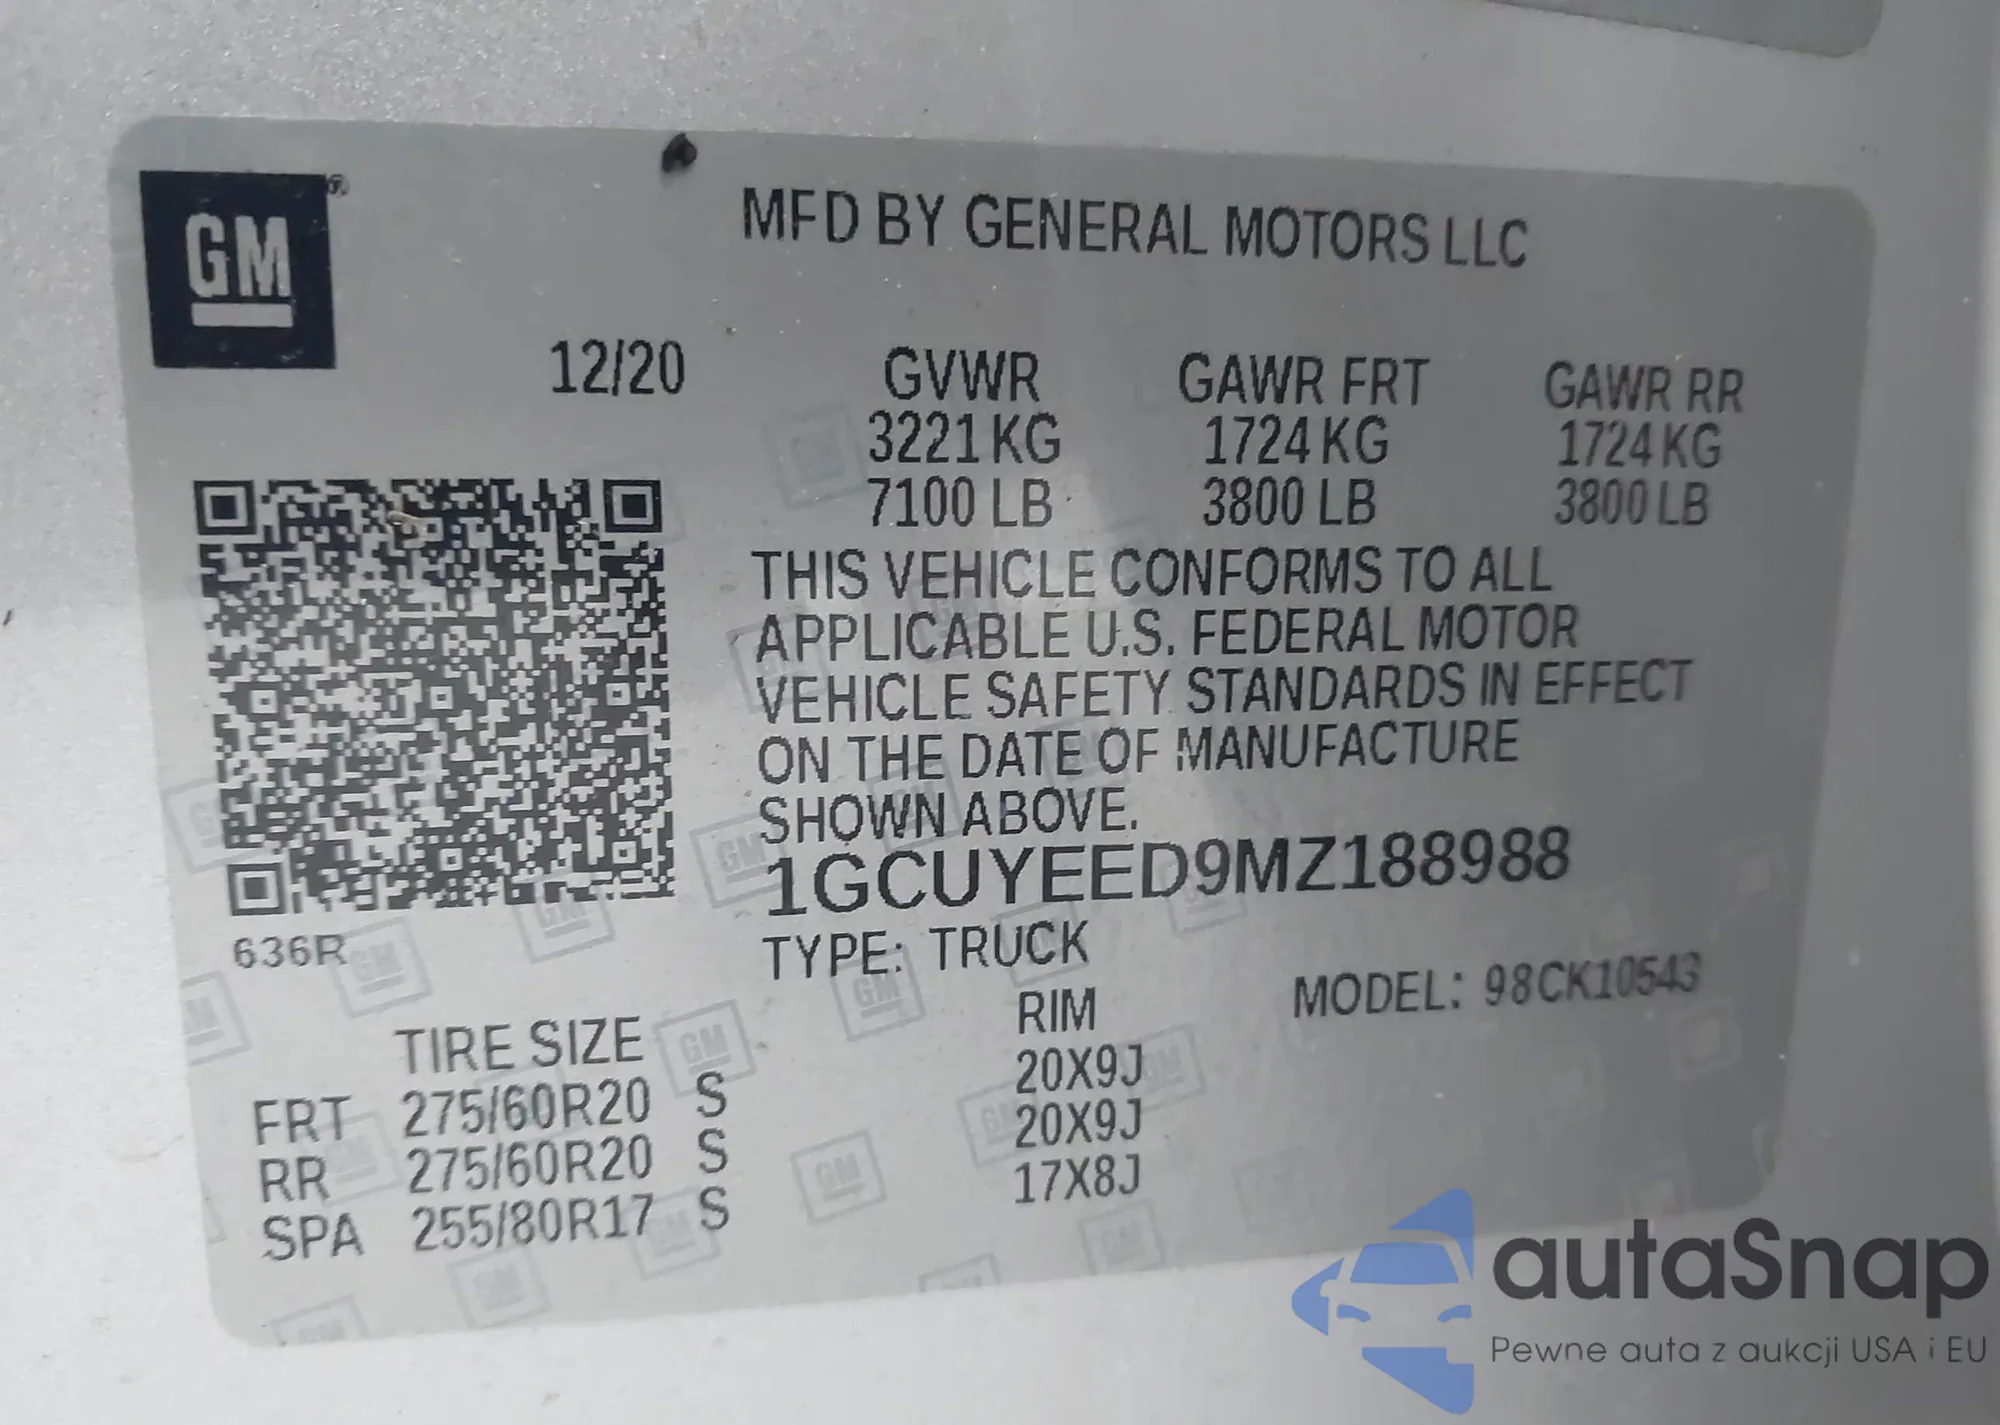 GM
MFD BY GENERAL MOTORS LLC
12/20
GVWR GAWR FRT GAWR RR
3221 KG 1724 KG 1724 KG
7100 LB 3800 LB 3800 LB
THIS VEHICLE CONFORMS TO ALL
APPLICABLE U.S. FEDERAL MOTOR
VEHICLE SAFETY STANDARDS IN EFFECT
ON THE DATE OF MANUFACTURE
SHOWN ABOVE.
1GCUYEED9MZ188988
636R
TYPE: TRUCK
MODEL: 98CK10543
TIRE SIZE RIM
FRT 275/60R20 S 20X9J
RR 275/60R20 S 20X9J
SPA 255/80R17 S 17X8J
autaSnap
Pewne auta z aukcji USA i EU